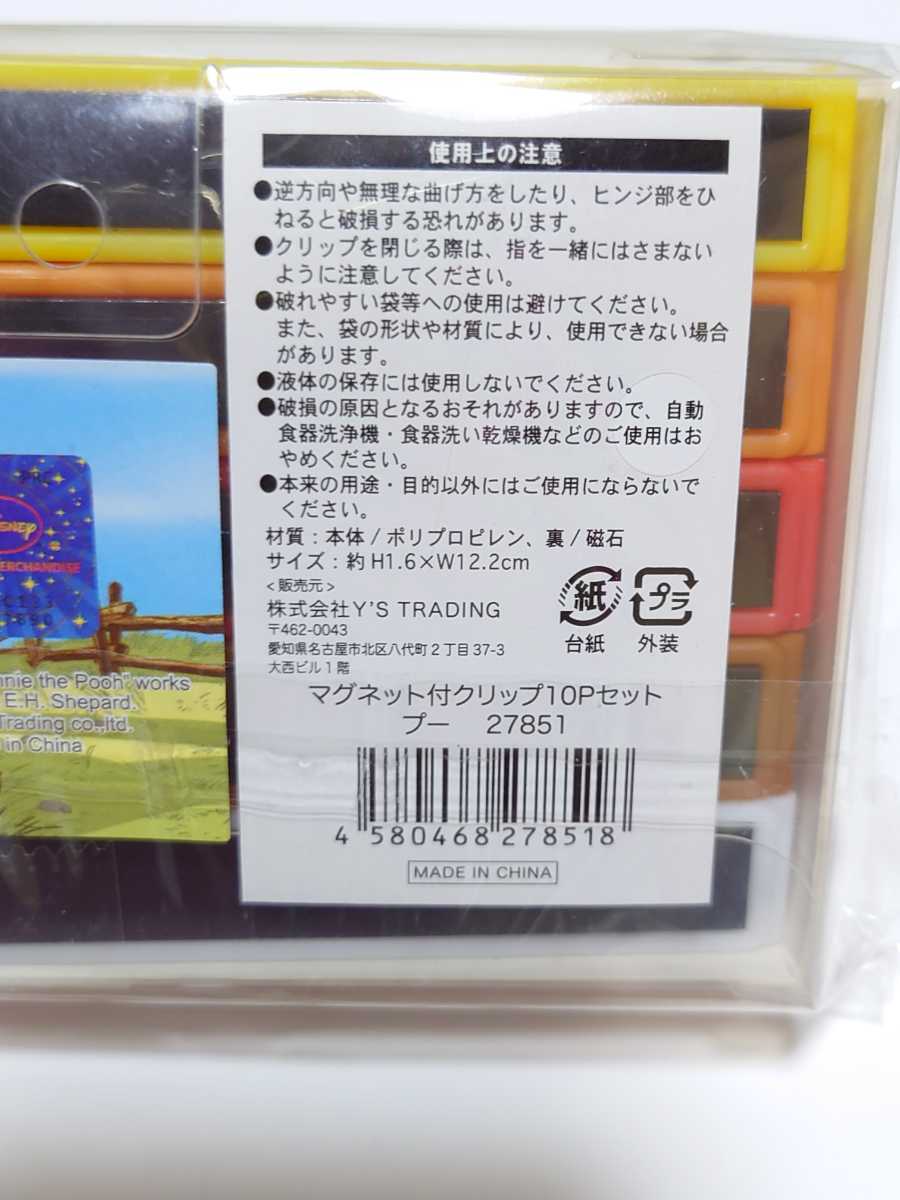 使用上の注意
●逆方向や無理な曲げ方をしたり、ヒンジ部をひ
ねると破損する恐れがあります。
●クリップを閉じる際は、指を一緒にはさまない
ように注意してください。
●破れやすい袋等への使用は避けてください。
また、袋の形状や材質により、使用できない場合
があります。
●液体の保存には使用しないでください。
●破損の原因となるおそれがありますので、自動
食器洗浄機・食器洗い乾燥機などのご使用はお
やめください。
●本来の用途・目的以外にはご使用にならないで
ください。
材質：本体/ポリプロピレン、裏/磁石
サイズ：約 H1.6×W12.2cm
<販売元>
株式会社Y'S TRADING
〒462-0043
愛知県名古屋市北区八代町2丁目37-3
大西ビル1階
紙
台紙
プラ
外装
マグネット付クリップ10Pセット
プー 27851
4 580468 278518
MADE IN CHINA
the Pooh" works
E.H. Shepard.
Trading co.,ltd.
in China